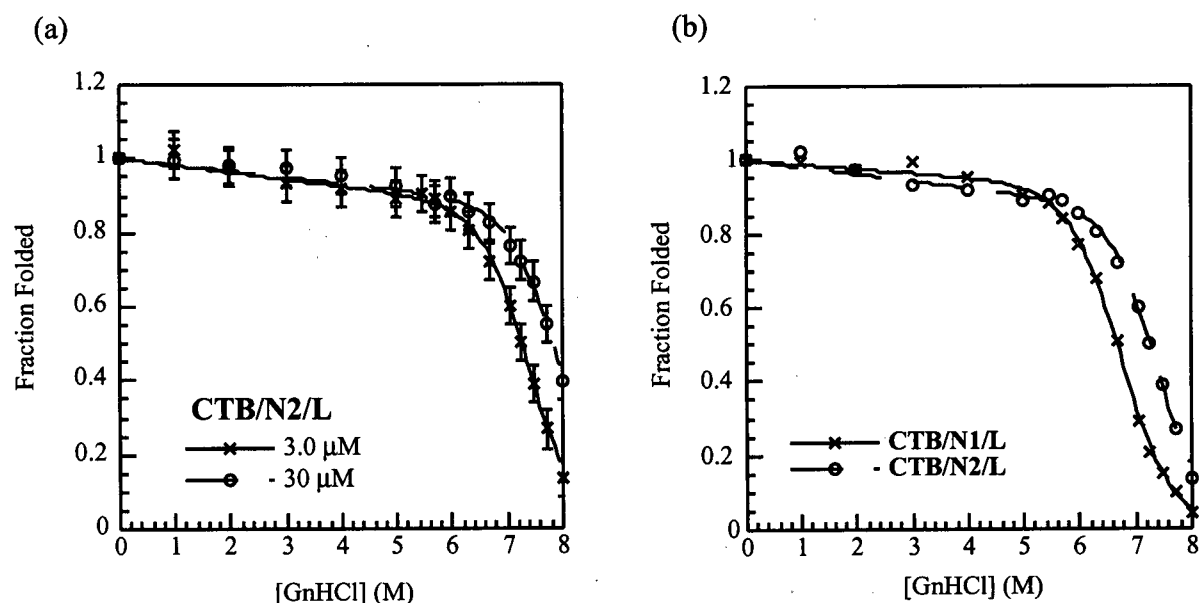 (a)
1.2
1
0.8
0.6
0.4
0.2
0
Fraction Folded
CTB/N2/L
3.0 µM
- 30 µM
0 1 2 3 4 5 6 7 8
[GnHCl] (M)
(b)
1.2
1
0.8
0.6
0.4
0.2
0
Fraction Folded
CTB/N1/L
- CTB/N2/L
0 1 2 3 4 5 6 7 8
[GnHCl] (M)